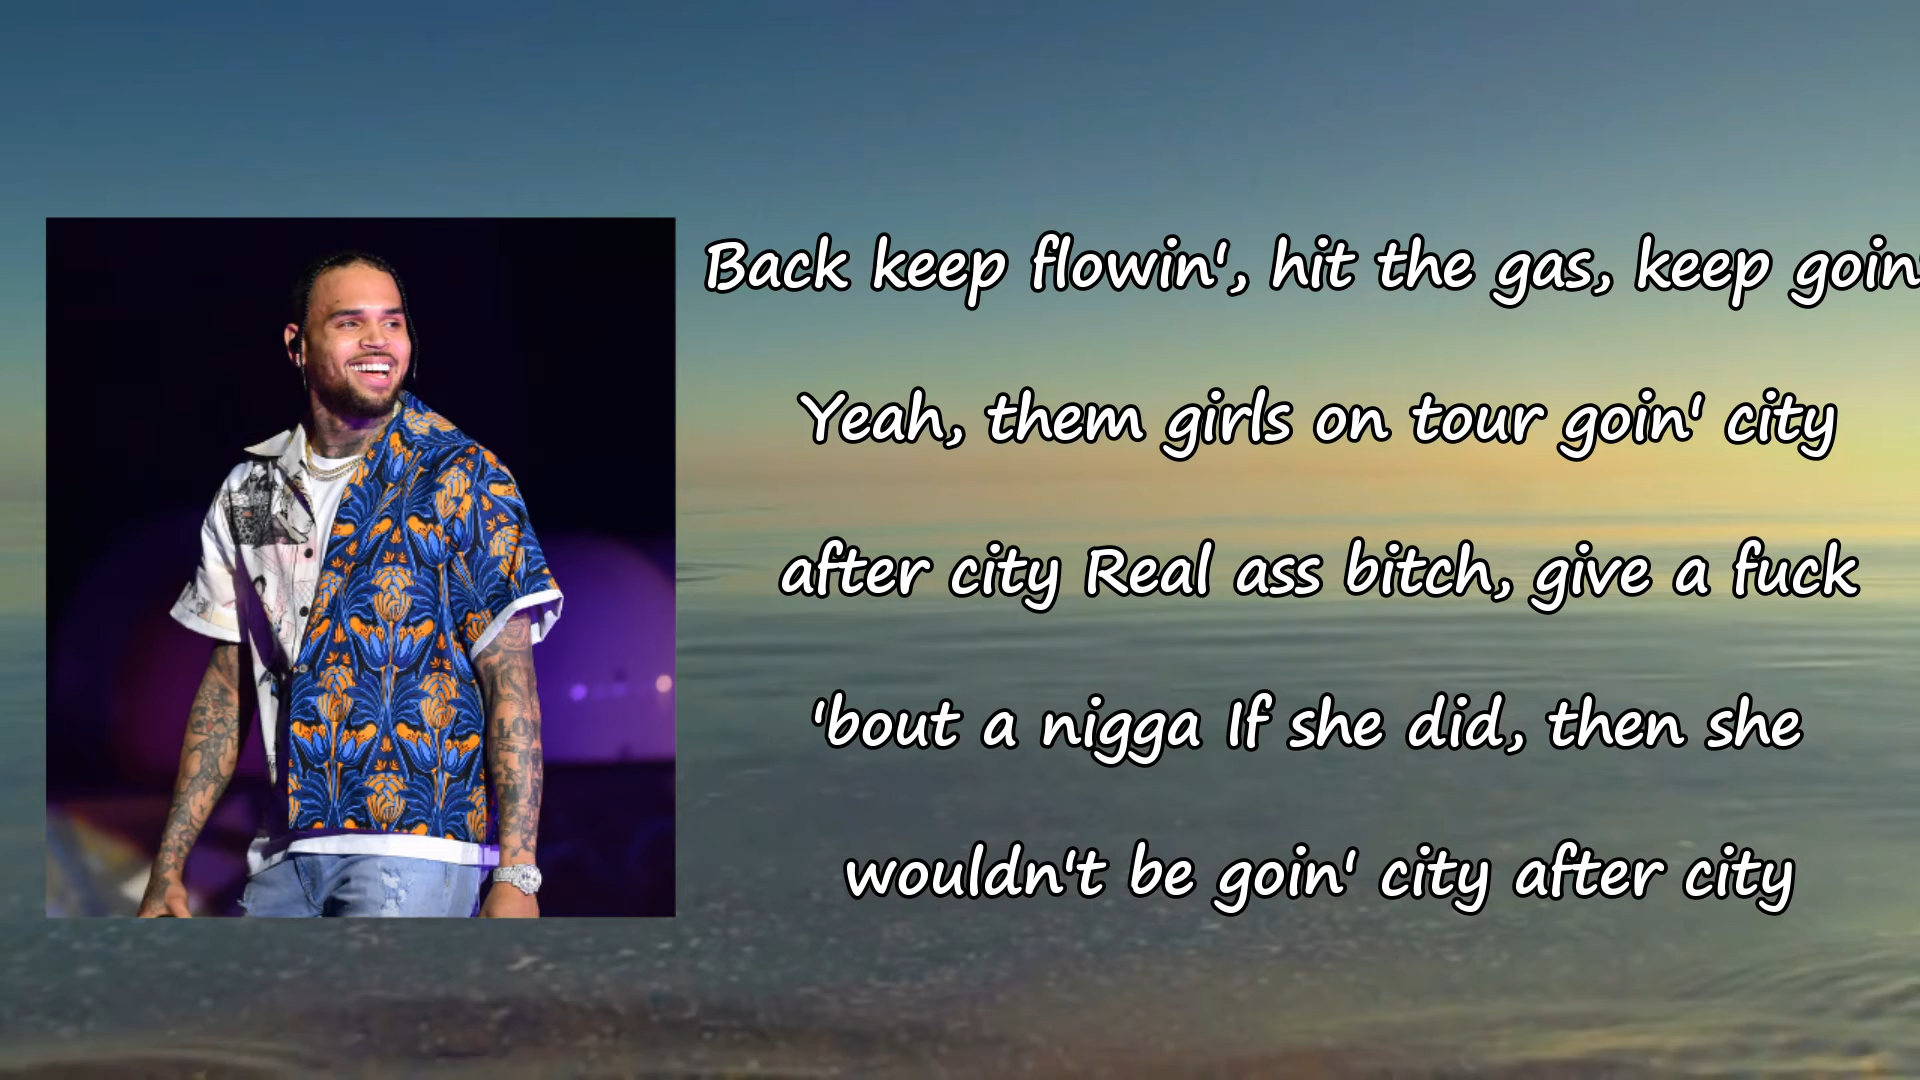 Back keep flowin', hit the gas, keep goin'
Yeah, them girls on tour goin' city
after city Real ass bitch, give a fuck
'bout a nigga If she did, then she
wouldn't be goin' city after city